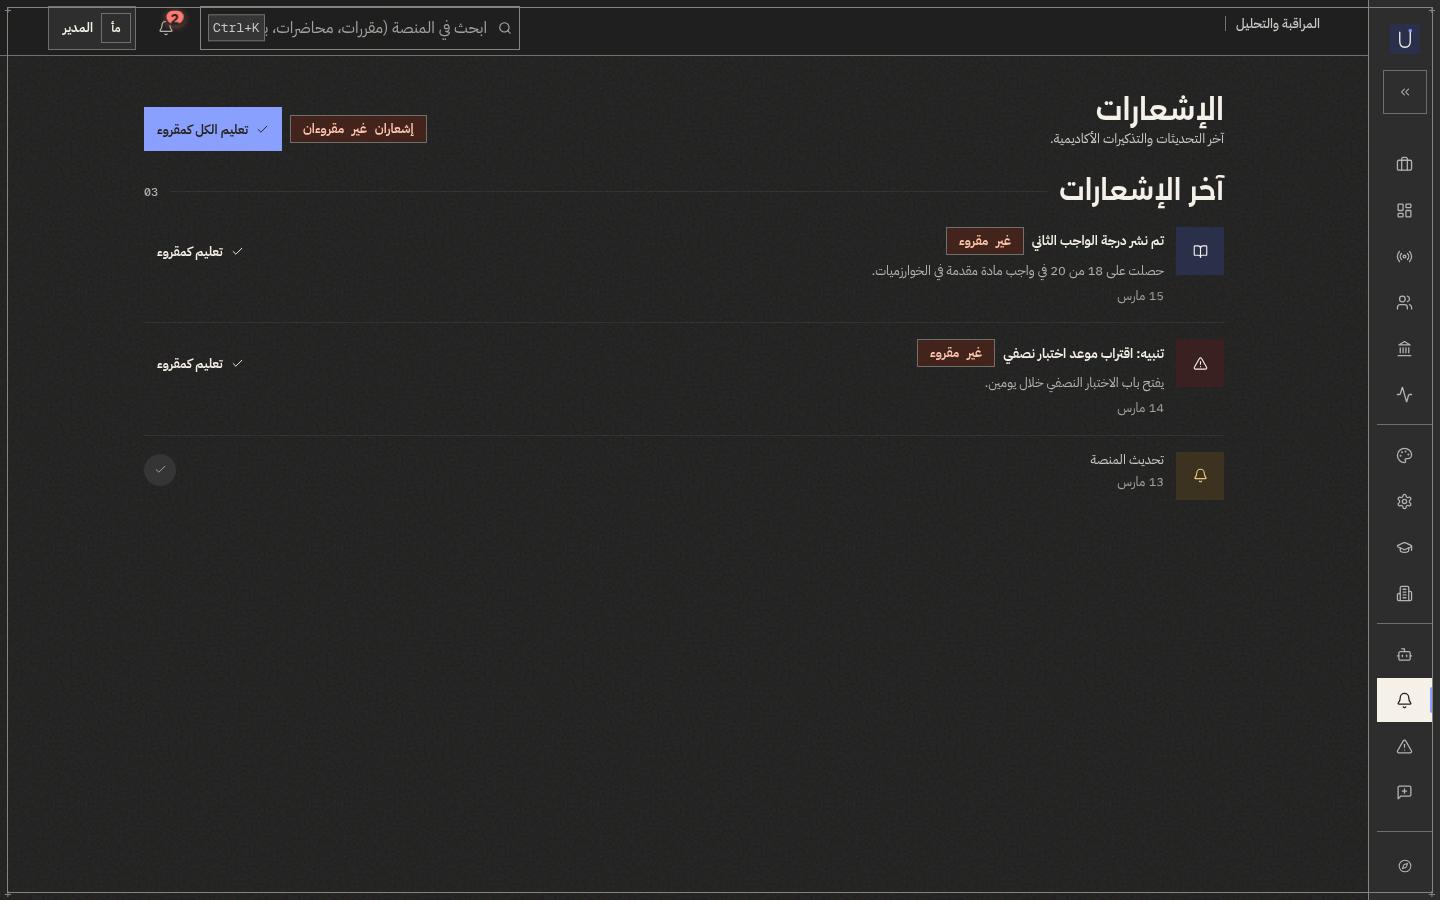 المراقبة والتحليل
ابحث في المنصة (مقررات، محاضرات، ب
Ctrl+K
2
مأ
المدير
الإشعارات
آخر التحديثات والتذكيرات الأكاديمية.
إشعاران غير مقروءان
تعليم الكل كمقروء
آخر الإشعارات
03
تم نشر درجة الواجب الثاني
غير مقروء
حصلت على 18 من 20 في واجب مادة مقدمة في الخوارزميات.
15 مارس
تعليم كمقروء
تنبيه: اقتراب موعد اختبار نصفي
غير مقروء
يفتح باب الاختبار النصفي خلال يومين.
14 مارس
تعليم كمقروء
تحديث المنصة
13 مارس